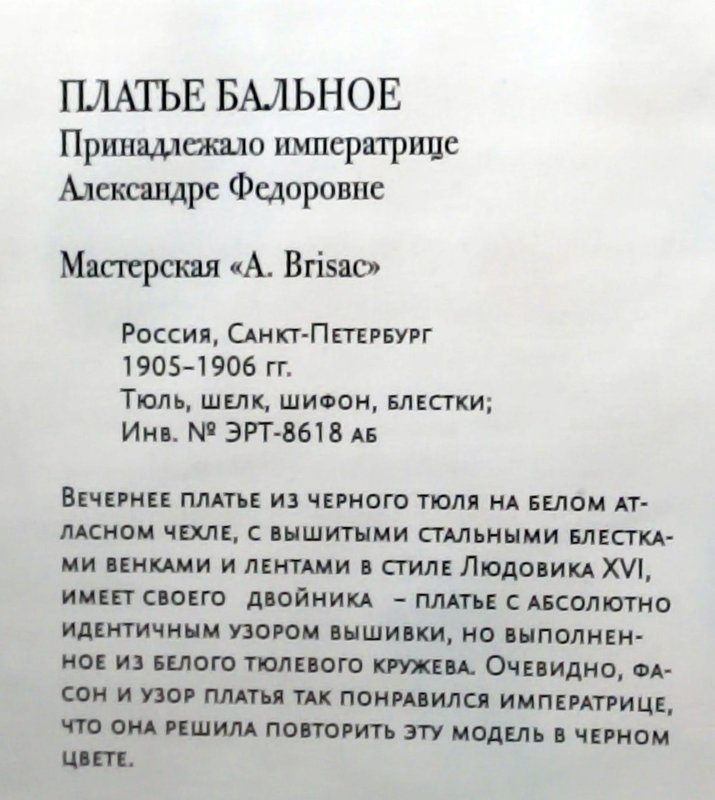 ПЛАТЬЕ БАЛЬНОЕ
Принадлежало императрице
Александре Федоровне
Мастерская «A. Brisac»
Россия, Санкт-Петербург
1905–1906 гг.
Тюль, шелк, шифон, блестки;
Инв. № ЭРТ-8618 аб
Вечернее платье из черного тюля на белом ат-
ласном чехле, с вышитыми стальными блестка-
ми венками и лентами в стиле Людовика XVI,
имеет своего двойника – платье с абсолютно
идентичным узором вышивки, но выполнен-
ное из белого тюлевого кружева. Очевидно, фа-
сон и узор платья так понравился императрице,
что она решила повторить эту модель в черном
цвете.